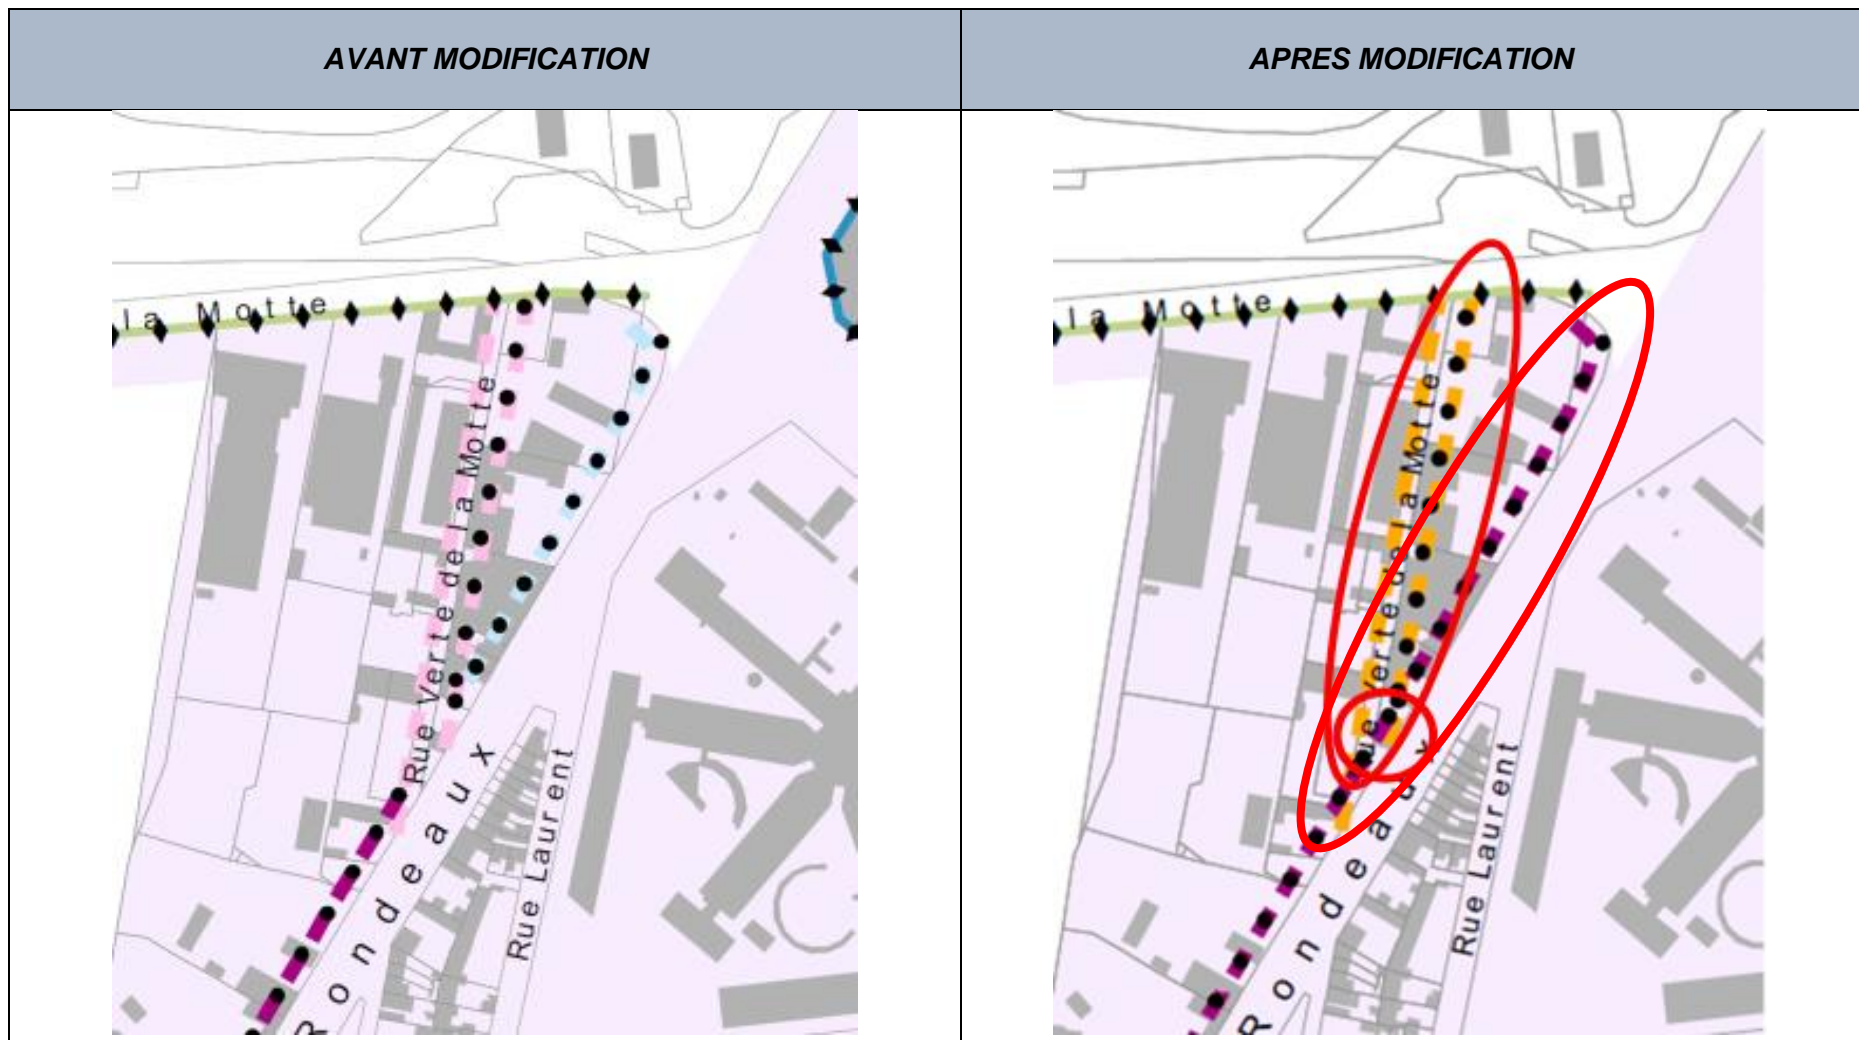 AVANT MODIFICATION
APRES MODIFICATION
la Motte
Rue Verte de la Motte
Rondeaux
Rue Laurent
la Motte
Rue Verte de la Motte
Rondeaux
Rue Laurent